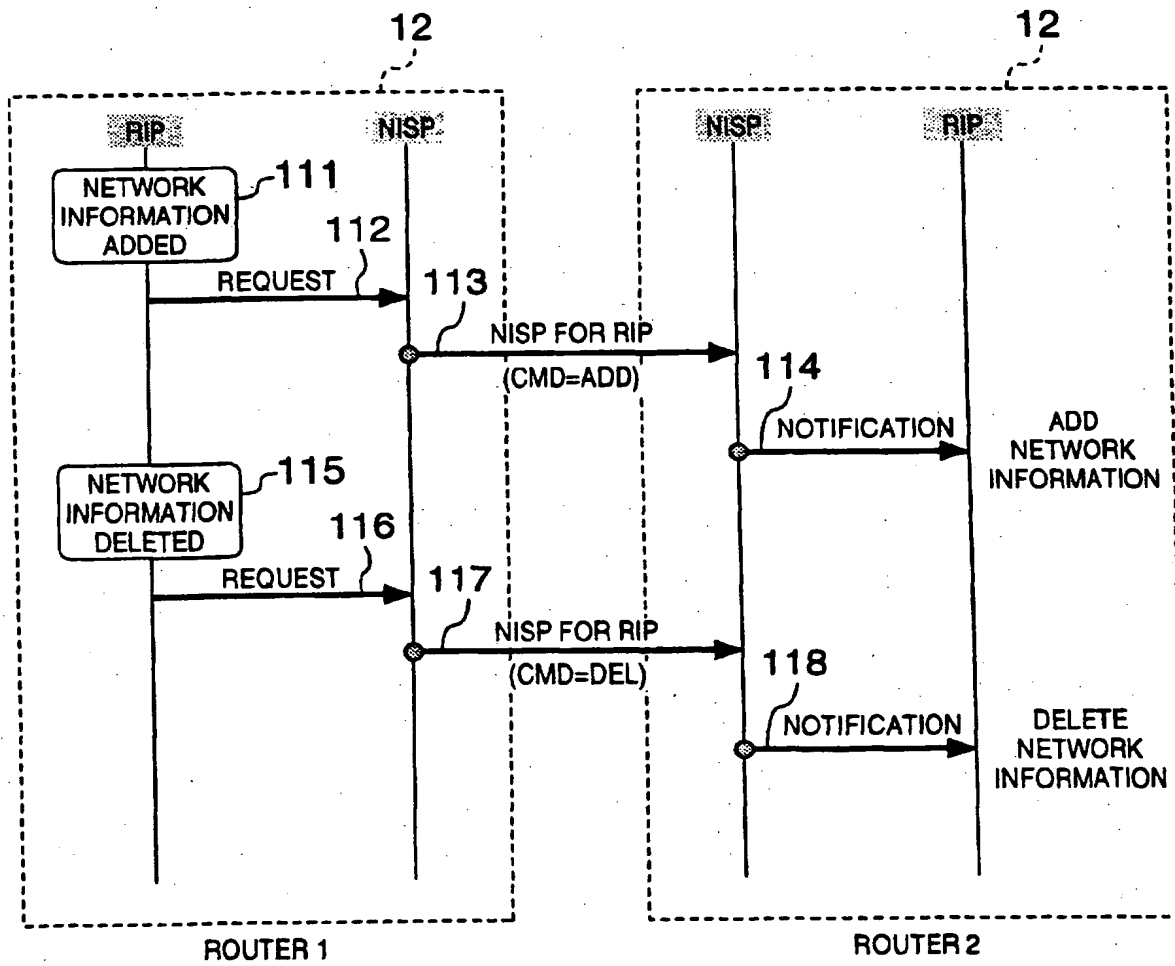 12
12
RIP
NISP
NISP
RIP
NETWORK
INFORMATION
ADDED
111
REQUEST
112
113
NISP FOR RIP
(CMD=ADD)
114
NOTIFICATION
ADD
NETWORK
INFORMATION
NETWORK
INFORMATION
DELETED
115
REQUEST
116
117
NISP FOR RIP
(CMD=DEL)
118
NOTIFICATION
DELETE
NETWORK
INFORMATION
ROUTER 1
ROUTER 2